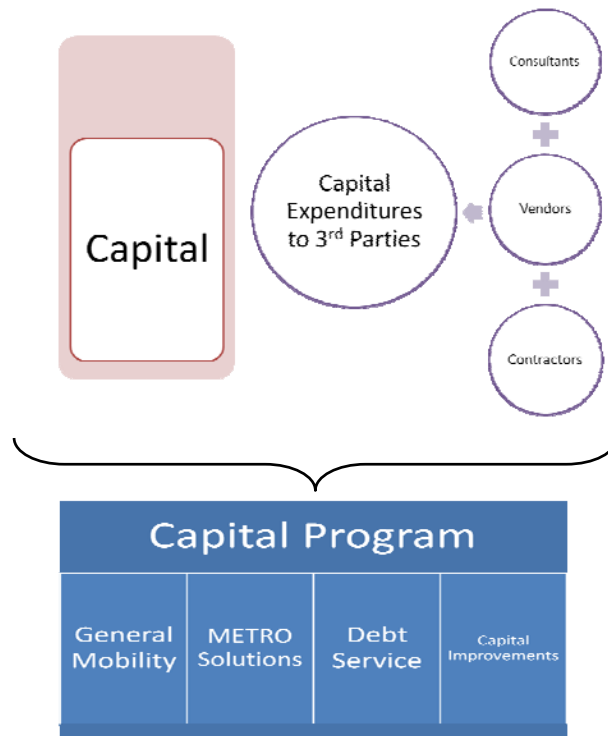 Consultants
Capital
Capital
Expenditures
to 3rd Parties
Vendors
Contractors
Capital Program
General
Mobility
METRO
Solutions
Debt
Service
Capital
Improvements